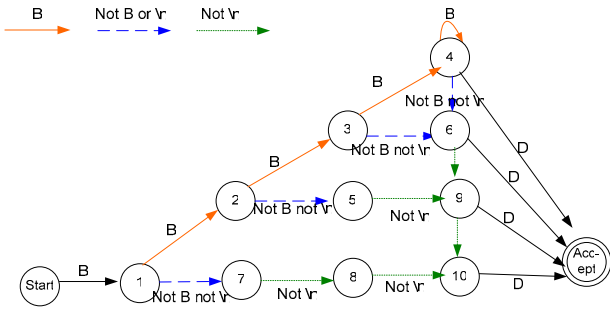 B
Not B or \r
Not \r
B
4
B
Not B not \r
3
6
Not B not \r
D
B
D
2
5
9
Not B not \r
Not \r
D
B
Acc-
ept
B
Start
1
7
8
10
Not B not \r
Not \r
Not \r
D